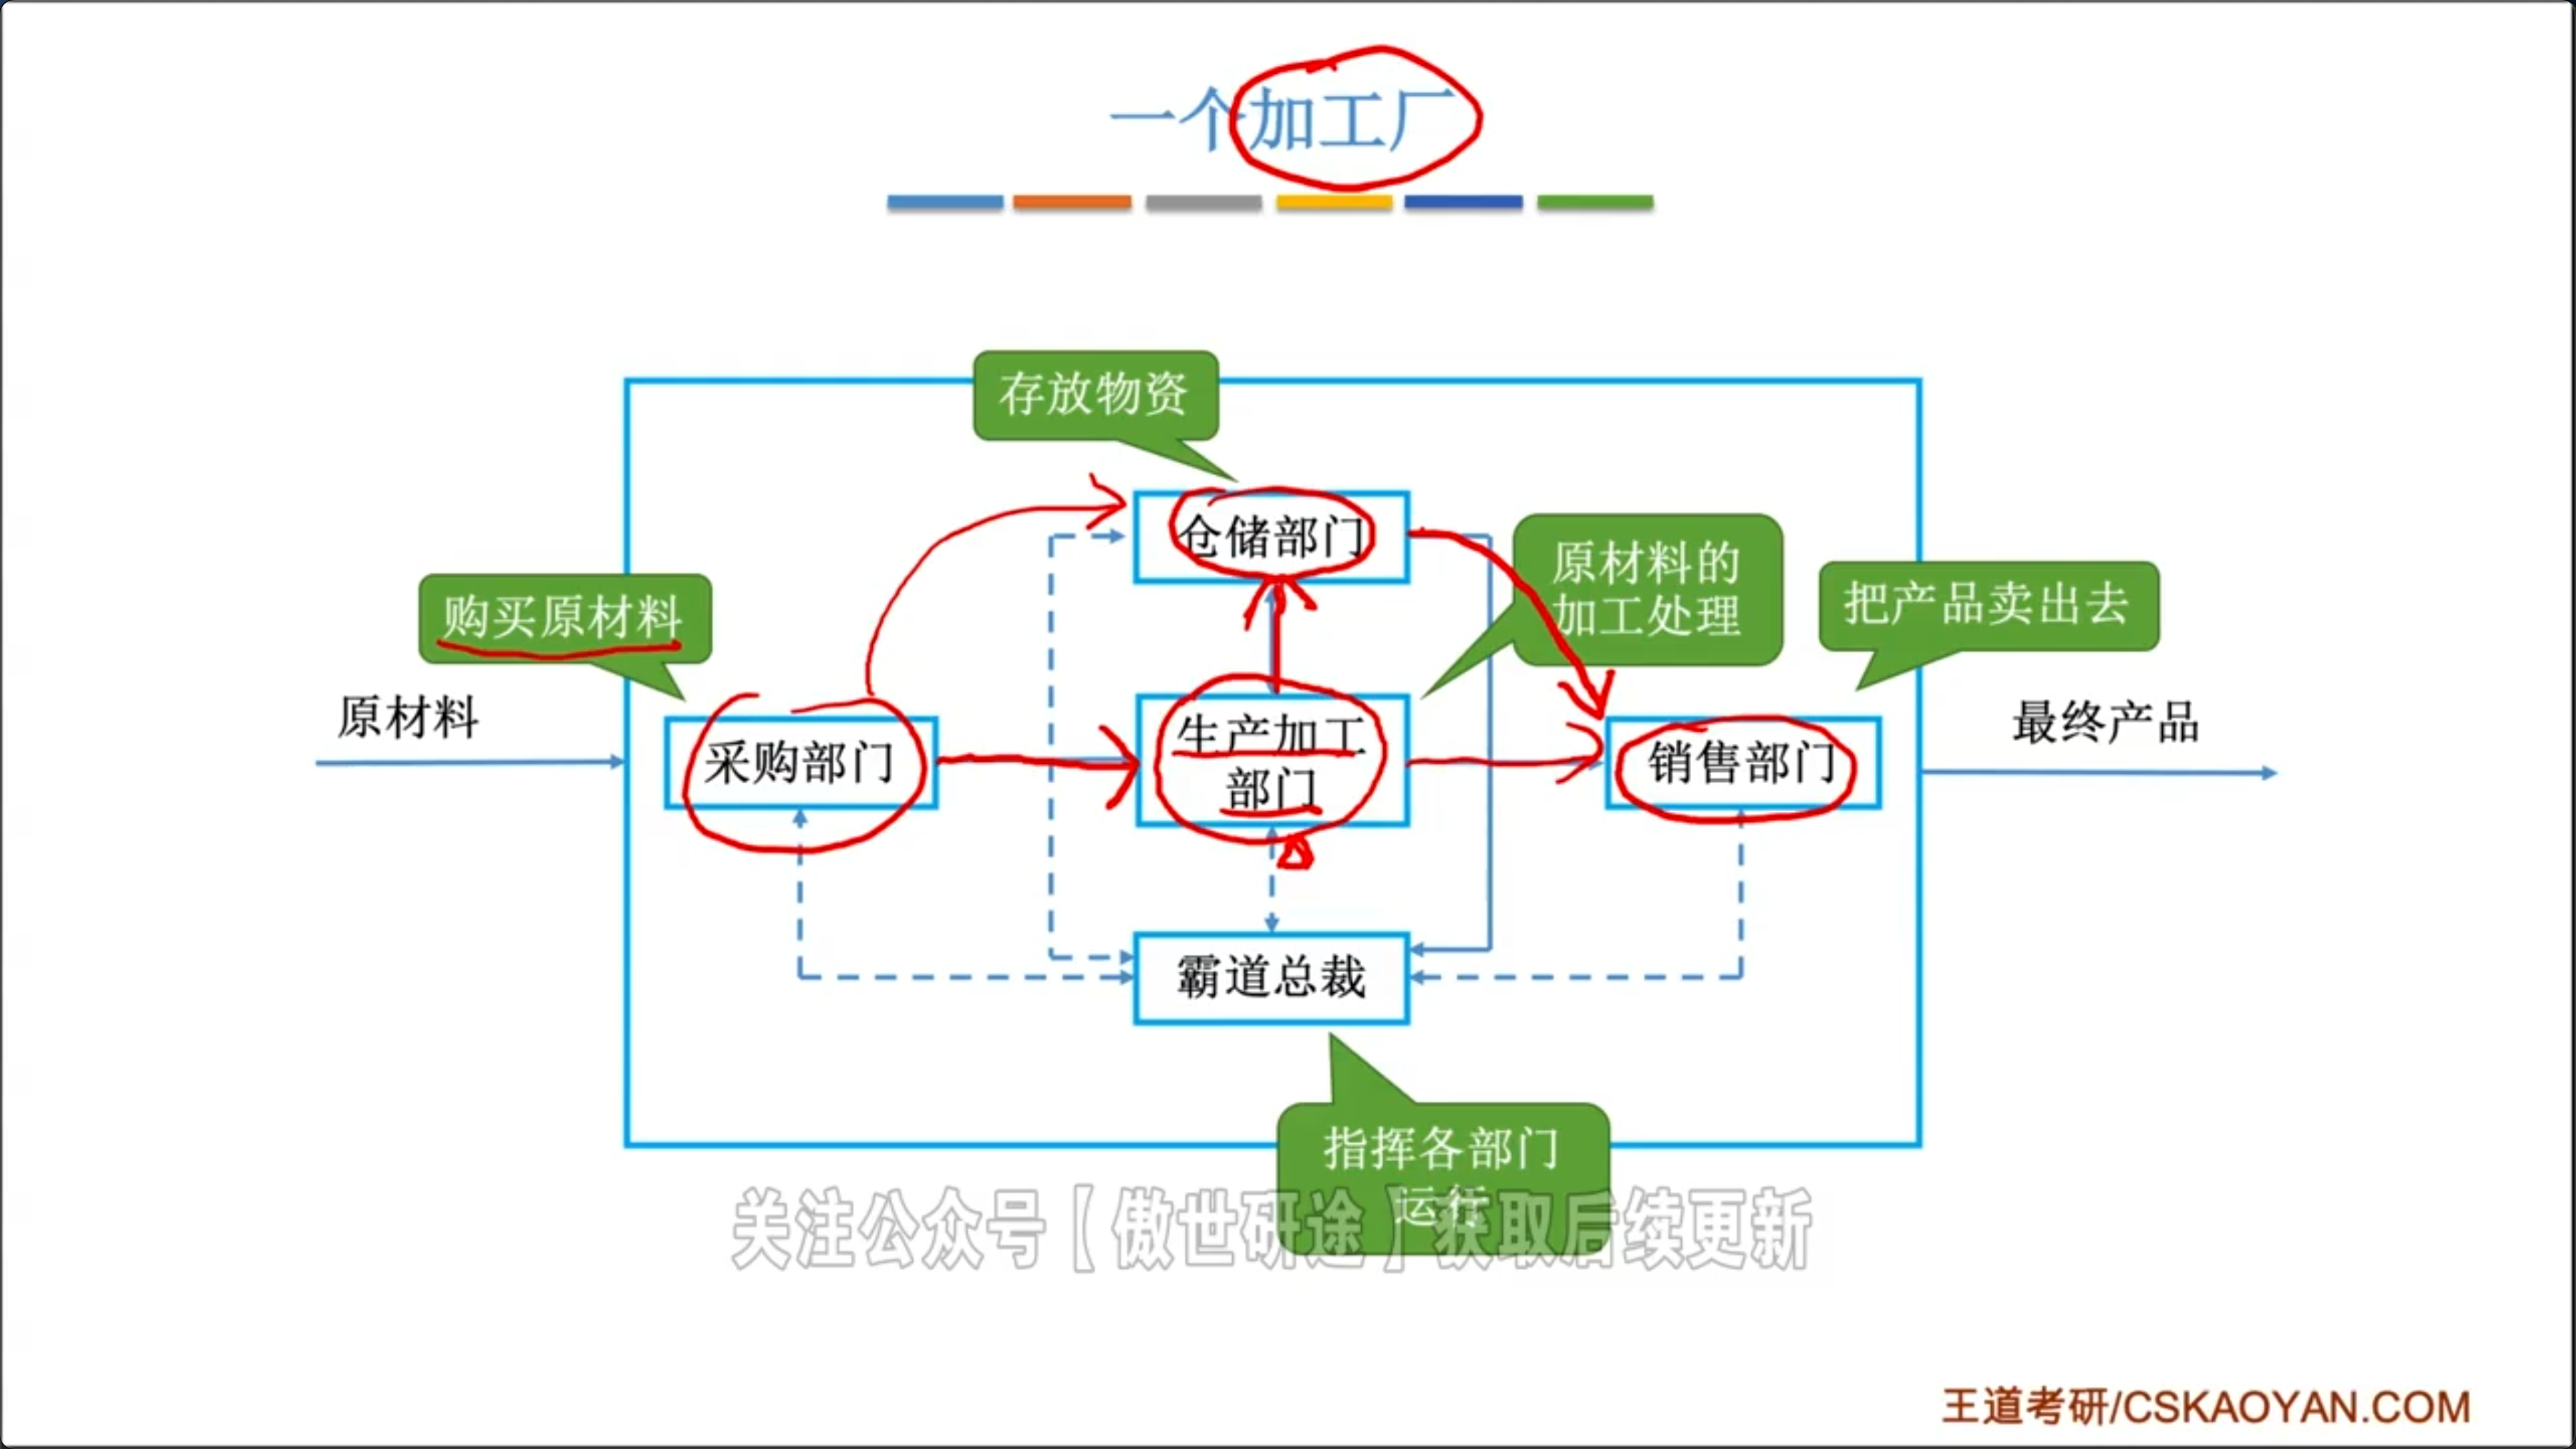 一个加工厂
存放物资
仓储部门
原材料的
加工处理
把产品卖出去
购买原材料
原材料
采购部门
生产加工
部门
销售部门
最终产品
霸道总裁
指挥各部门
运行
关注公众号【傲世研途】获取后续更新
王道考研/CSKAOYAN.COM